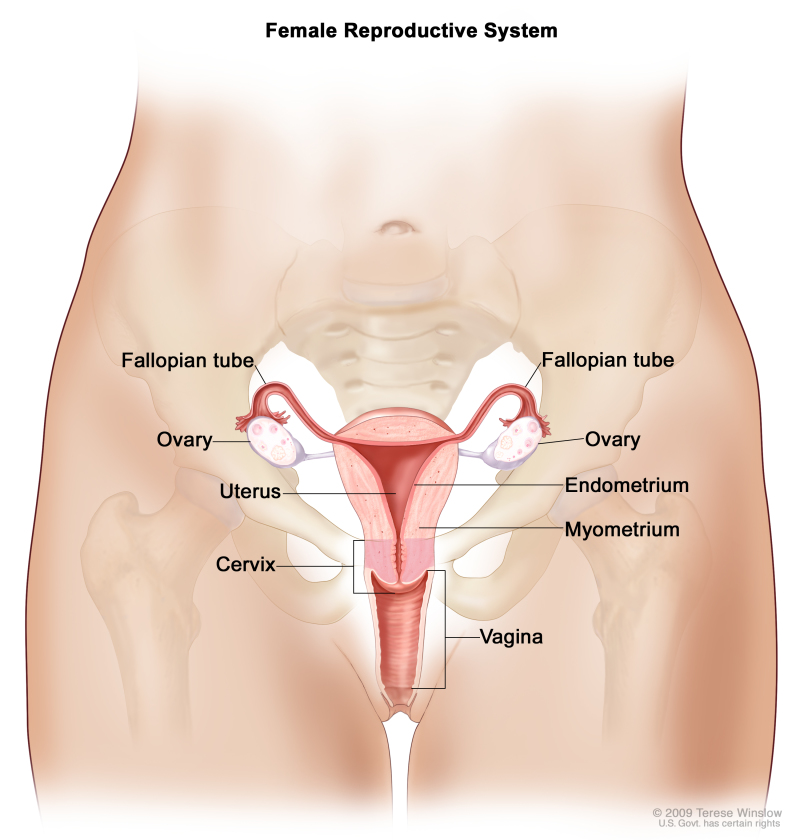 Female Reproductive System
Fallopian tube
Fallopian tube
Ovary
Ovary
Uterus
Endometrium
Myometrium
Cervix
Vagina
© 2009 Terese Winslow
U.S. Govt. has certain rights